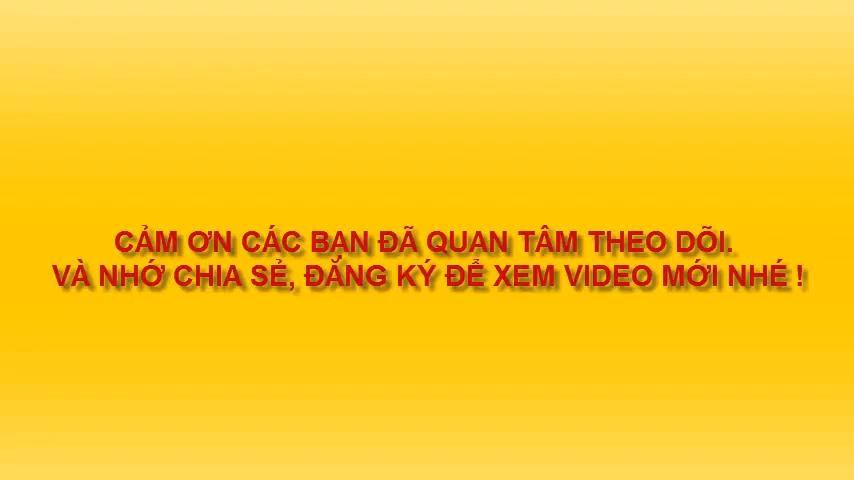 CẢM ƠN CÁC BẠN ĐÃ QUAN TÂM THEO DÕI.
VÀ NHỚ CHIA SẺ, ĐĂNG KÝ ĐỂ XEM VIDEO MỚI NHÉ !